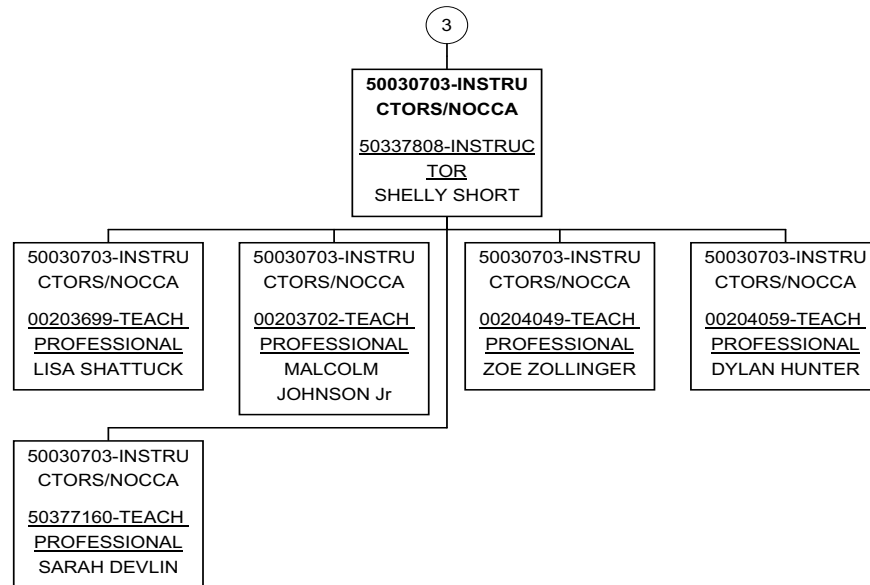 3
50030703-INSTRU
CTORS/NOCCA
50337808-INSTRUC
TOR
SHELLY SHORT
50030703-INSTRU
CTORS/NOCCA
00203699-TEACH
PROFESSIONAL
LISA SHATTUCK
50030703-INSTRU
CTORS/NOCCA
00203702-TEACH
PROFESSIONAL
MALCOLM
JOHNSON Jr
50030703-INSTRU
CTORS/NOCCA
00204049-TEACH
PROFESSIONAL
ZOE ZOLLINGER
50030703-INSTRU
CTORS/NOCCA
00204059-TEACH
PROFESSIONAL
DYLAN HUNTER
50030703-INSTRU
CTORS/NOCCA
50377160-TEACH
PROFESSIONAL
SARAH DEVLIN